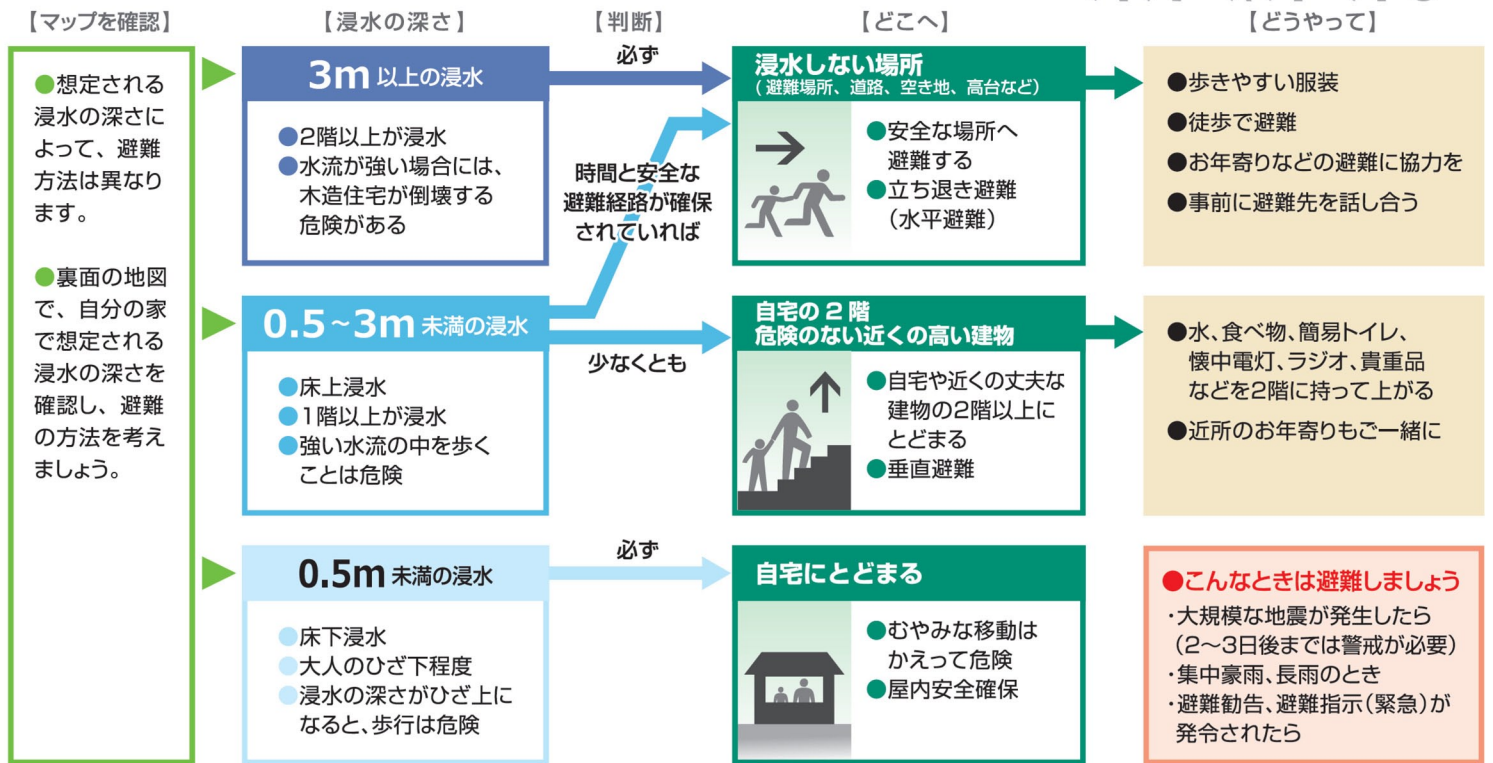 【マップを確認】
【浸水の深さ】
【判断】
【どこへ】
【どうやって】
●想定される
浸水の深さに
よって、避難
方法は異なり
ます。
●裏面の地図
で、自分の家
で想定される
浸水の深さを
確認し、避難
の方法を考え
ましょう。
3m 以上の浸水
●2階以上が浸水
●水流が強い場合には、
木造住宅が倒壊する
危険がある
必ず
浸水しない場所
(避難場所、道路、空き地、高台など)
●安全な場所へ
避難する
●立ち退き避難
(水平避難)
●歩きやすい服装
●徒歩で避難
●お年寄りなどの避難に協力を
●事前に避難先を話し合う
時間と安全な
避難経路が確保
されていれば
0.5~3m 未満の浸水
●床上浸水
●1階以上が浸水
●強い水流の中を歩く
ことは危険
少なくとも
自宅の2階
危険のない近くの高い建物
●自宅や近くの丈夫な
建物の2階以上に
とどまる
●垂直避難
●水、食べ物、簡易トイレ、
懐中電灯、ラジオ、貴重品
などを2階に持って上がる
●近所のお年寄りもご一緒に
0.5m 未満の浸水
●床下浸水
●大人のひざ下程度
●浸水の深さがひざ上に
なると、歩行は危険
必ず
自宅にとどまる
●むやみな移動は
かえって危険
●屋内安全確保
●こんなときは避難しましょう
・大規模な地震が発生したら
(2〜3日後までは警戒が必要)
・集中豪雨、長雨のとき
・避難勧告、避難指示(緊急)が
発令されたら